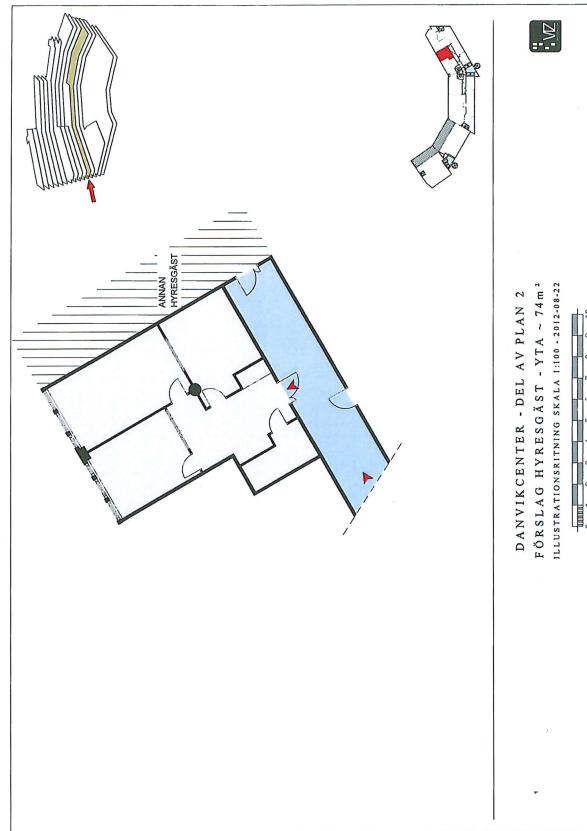 ANNAN
HYRESGÄST
DANVIKCENTER - DEL AV PLAN 2
FÖRSLAG HYRESGÄST - YTA ~ 74m²
ILLUSTRATIONSRITNING SKALA 1:100 - 2012-08-22